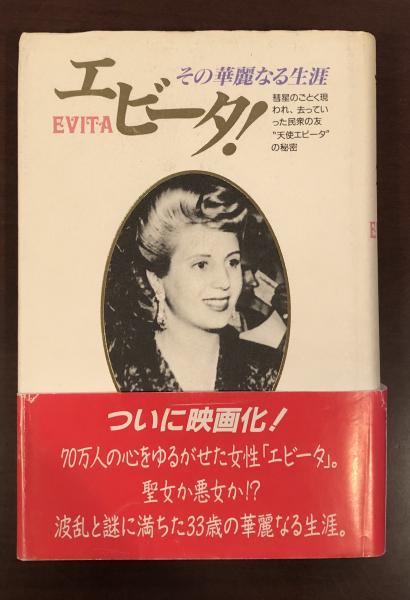 その華麗なる生涯
エビータ!
EVITA
彗星のごとく現
われ、去ってい
った民衆の友
“天使エビータ”
の秘密
ついに映画化!
70万人の心をゆるがせた女性「エビータ」。
聖女か悪女か!?
波乱と謎に満ちた33歳の華麗なる生涯。